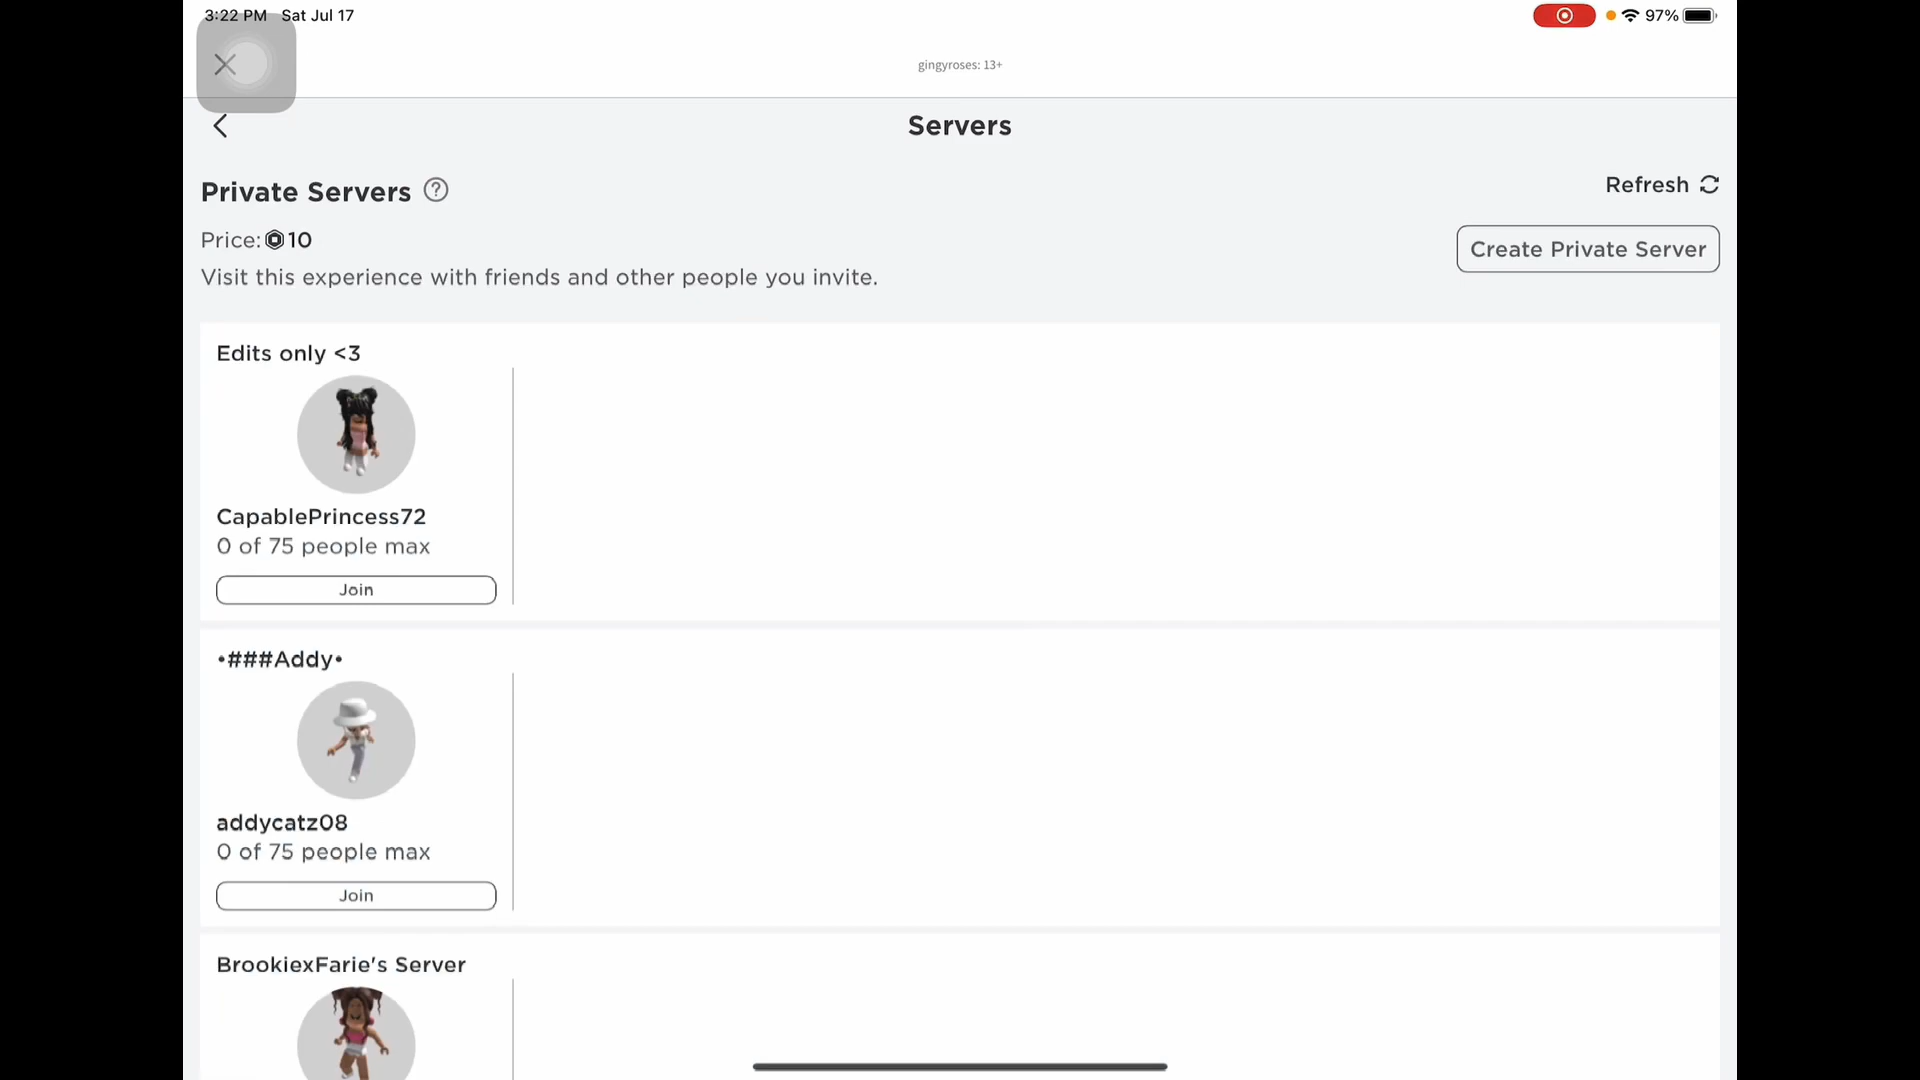 3:22 PM Sat Jul 17
97%
gingyroses: 13+
Servers
Private Servers
Refresh
Price: 10
Create Private Server
Visit this experience with friends and other people you invite.
Edits only <3
CapablePrincess72
0 of 75 people max
Join
•###Addy•
addycatz08
0 of 75 people max
Join
BrookiexFarie's Server